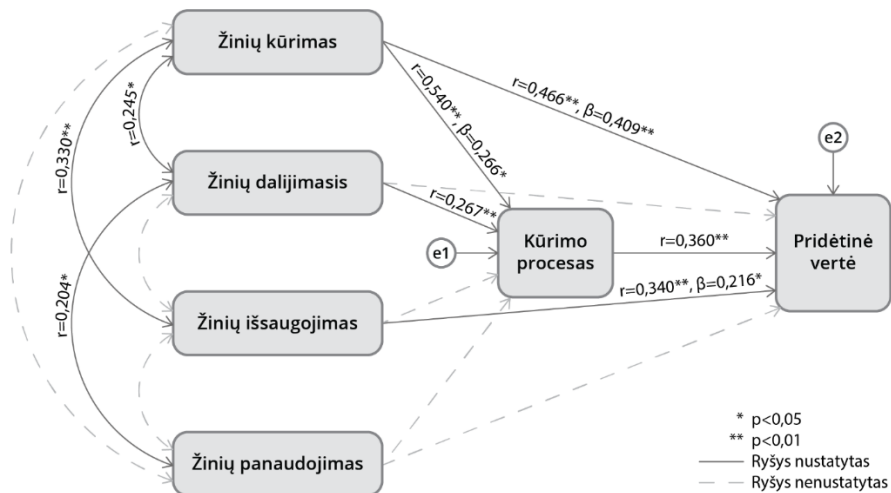 Žinių kūrimas
r=0,245*
r=0,330**
r=0,540**, β=0,266*
r=0,466**, β=0,409**
e2
Žinių dalijimasis
r=0,267**
e1
Kūrimo
procesas
r=0,360**
Pridėtinė
vertė
r=0,204*
r=0,340**, β=0,216*
Žinių išsaugojimas
Žinių panaudojimas
* p<0,05
** p<0,01
Ryšys nustatytas
Ryšys nenustatytas